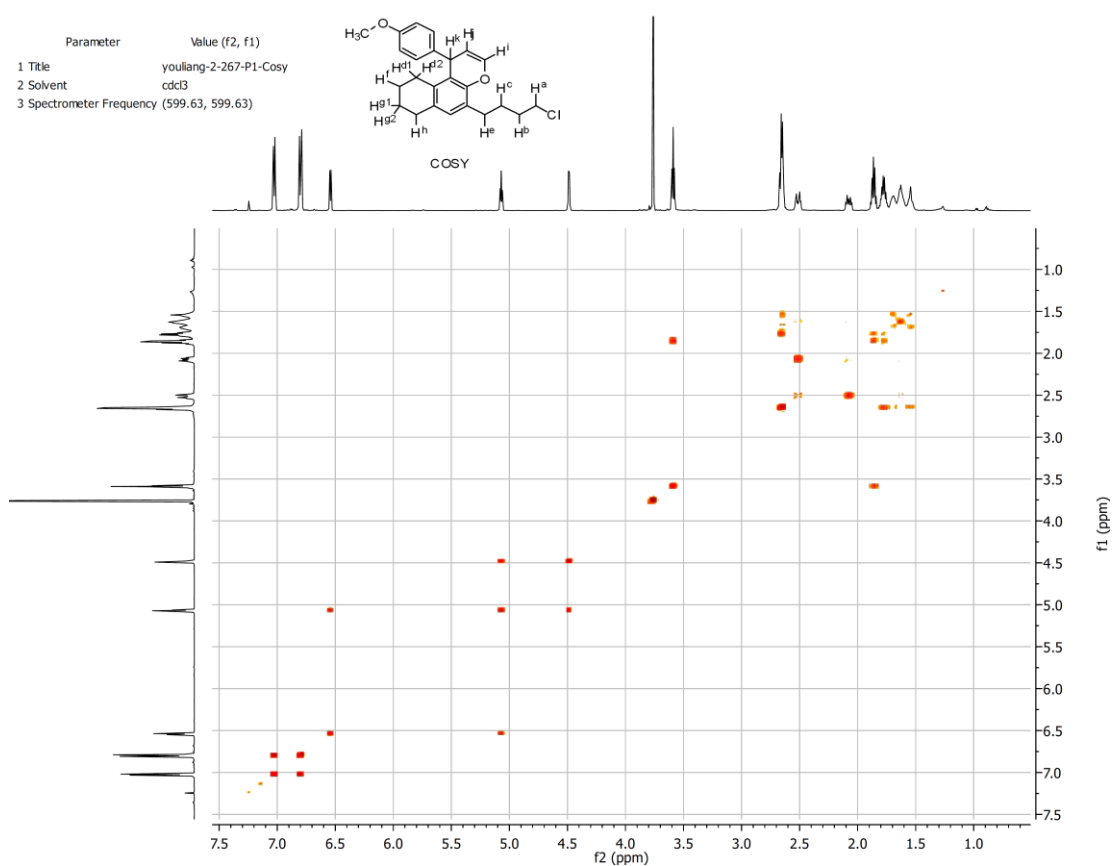 Parameter Value (f2, f1)
1 Title youliang-2-267-P1-Cosy
2 Solvent cdcl3
3 Spectrometer Frequency (599.63, 599.63)
H₃C O
Hk Hj Hi
Hd1 Hd2 O
Hf
Hg1 Hc Ha
Hg2 Cl
Hh He Hb
COSY
1.0
1.5
2.0
2.5
3.0
3.5
4.0
4.5
5.0
5.5
6.0
6.5
7.0
7.5
f1 (ppm)
7.5 7.0 6.5 6.0 5.5 5.0 4.5 4.0 3.5 3.0 2.5 2.0 1.5 1.0
f2 (ppm)